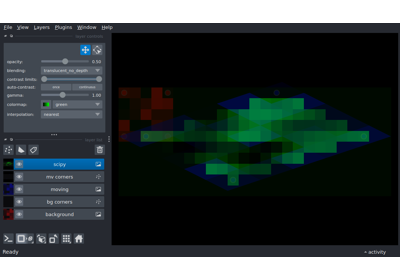 File View Layers Plugins Window Help
opacity: 0.50
blending: translucent_no_depth
contrast limits:
auto-contrast: once continuous
gamma: 1.00
colormap: green
interpolation: nearest
scipy
mv corners
moving
bg corners
background
Ready
activity